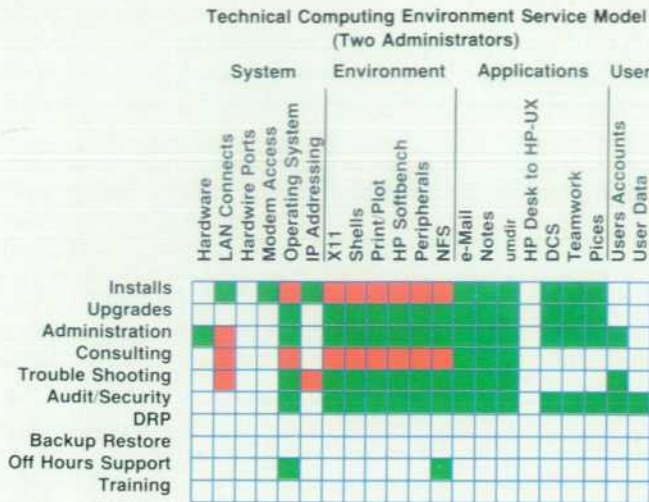 Technical Computing Environment Service Model
(Two Administrators)
System
Environment
Applications
User
Hardware
LAN Connects
Hardwire Ports
Modem Access
Operating System
IP Addressing
X11
Shells
Print/Plot
HP Softbench
Peripherals
NFS
e-Mail
Notes
umdir
HP Desk to HP-UX
DCS
Teamwork
Pices
Users Accounts
User Data
Installs
Upgrades
Administration
Consulting
Trouble Shooting
Audit/Security
DRP
Backup Restore
Off Hours Support
Training